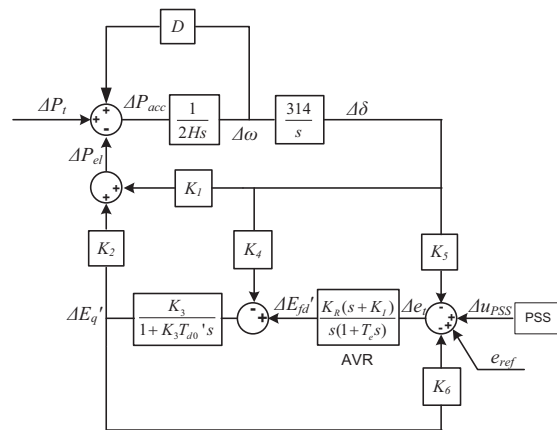 D
ΔP_t
+
+
-
ΔP_acc
1
2Hs
Δω
314
s
Δδ
ΔP_el
+
+
K_1
K_2
K_4
K_5
ΔE_q'
K_3
1+K_3T_d0's
-
+
ΔE_fd'
K_R(s+K_I)
s(1+T_es)
AVR
Δe_t
-
-
+
+
Δu_PSS
PSS
e_ref
K_6